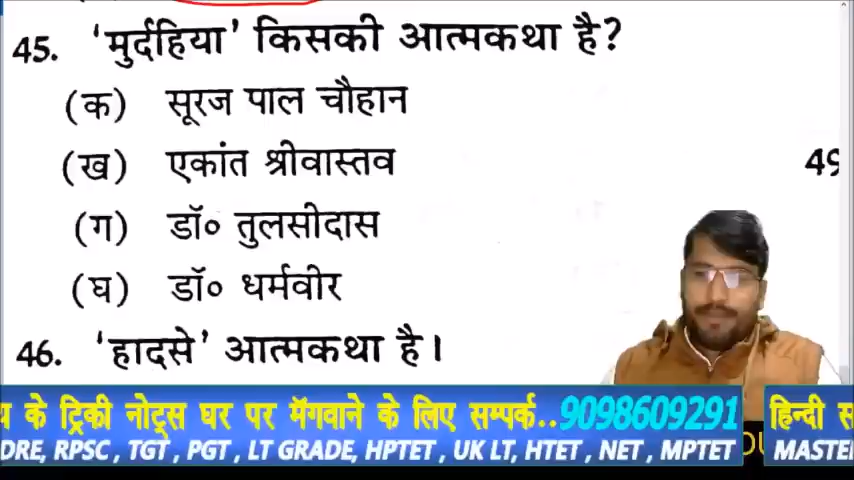 45. 'मुर्दहिया' किसकी आत्मकथा है?
(क) सूरज पाल चौहान
(ख) एकांत श्रीवास्तव
49
(ग) डॉ० तुलसीदास
(घ) डॉ० धर्मवीर
46. 'हादसे' आत्मकथा है।
के ट्रिकी नोट्स घर पर मॅगवाने के लिए सम्पर्क..9098609291 हिन्दी
DRE, RPSC , TGT , PGT , LT GRADE, HPTET , UK LT, HTET , NET , MPTET MASTE